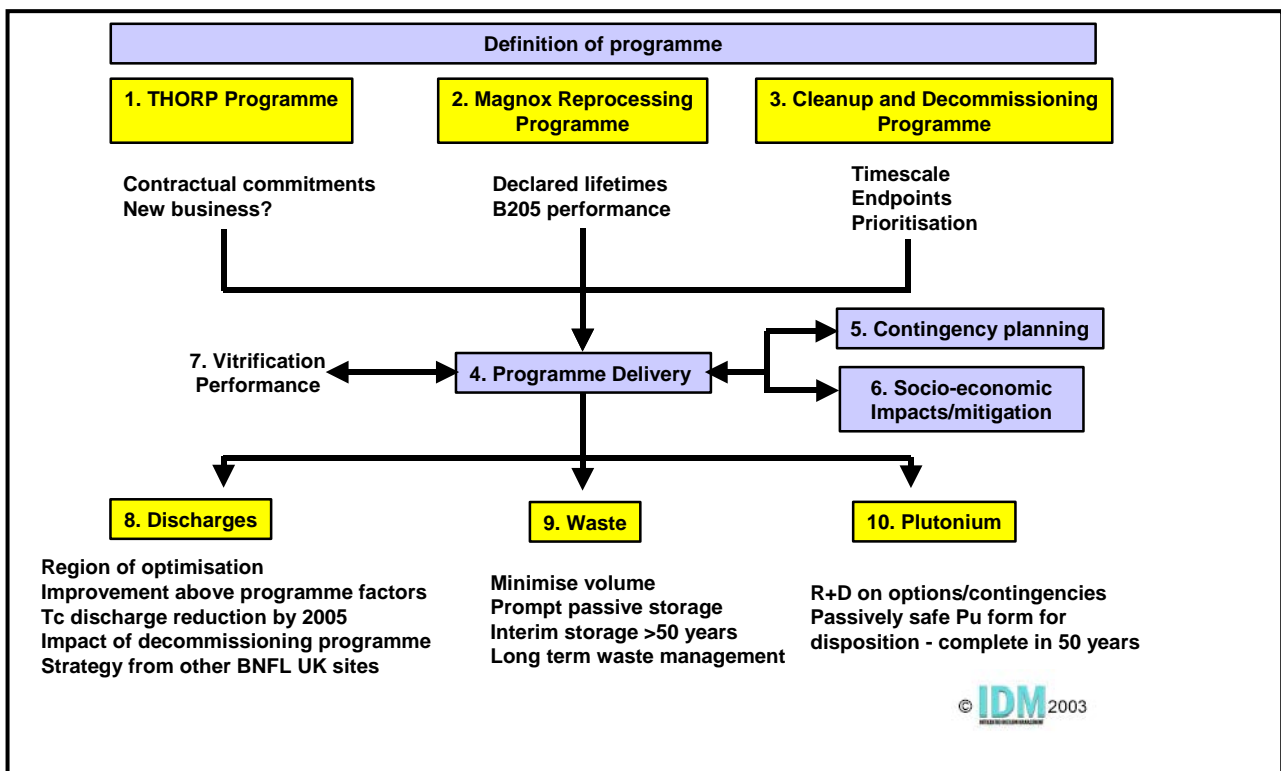 Definition of programme
1. THORP Programme
2. Magnox Reprocessing
Programme
3. Cleanup and Decommissioning
Programme
Contractual commitments
New business?
Declared lifetimes
B205 performance
Timescale
Endpoints
Prioritisation
5. Contingency planning
7. Vitrification
Performance
4. Programme Delivery
6. Socio-economic
Impacts/mitigation
8. Discharges
9. Waste
10. Plutonium
Region of optimisation
Improvement above programme factors
Tc discharge reduction by 2005
Impact of decommissioning programme
Strategy from other BNFL UK sites
Minimise volume
Prompt passive storage
Interim storage >50 years
Long term waste management
R+D on options/contingencies
Passively safe Pu form for
disposition - complete in 50 years
© IDM 2003